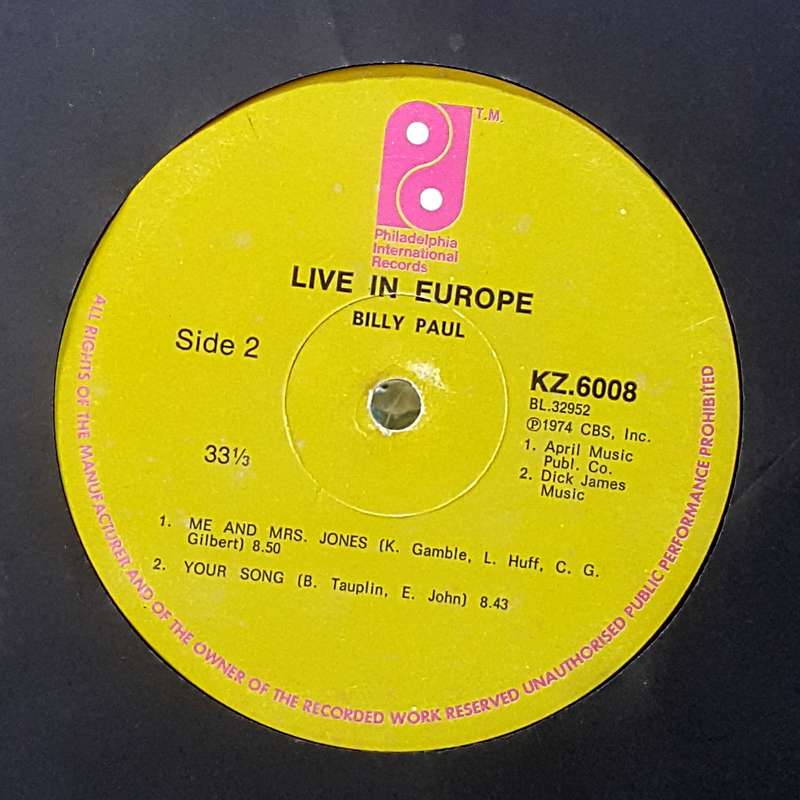 T.M.
Philadelphia
International
Records
LIVE IN EUROPE
BILLY PAUL
Side 2
33⅓
KZ.6008
BL.32952
℗1974 CBS, Inc.
1. April Music
Publ. Co.
2. Dick James
Music
1. ME AND MRS. JONES (K. Gamble, L. Huff, C. G.
Gilbert) 8.50
2. YOUR SONG (B. Tauplin, E. John) 8.43
ALL RIGHTS OF THE MANUFACTURER AND OF THE OWNER OF THE RECORDED WORK RESERVED UNAUTHORISED PUBLIC PERFORMANCE PROHIBITED